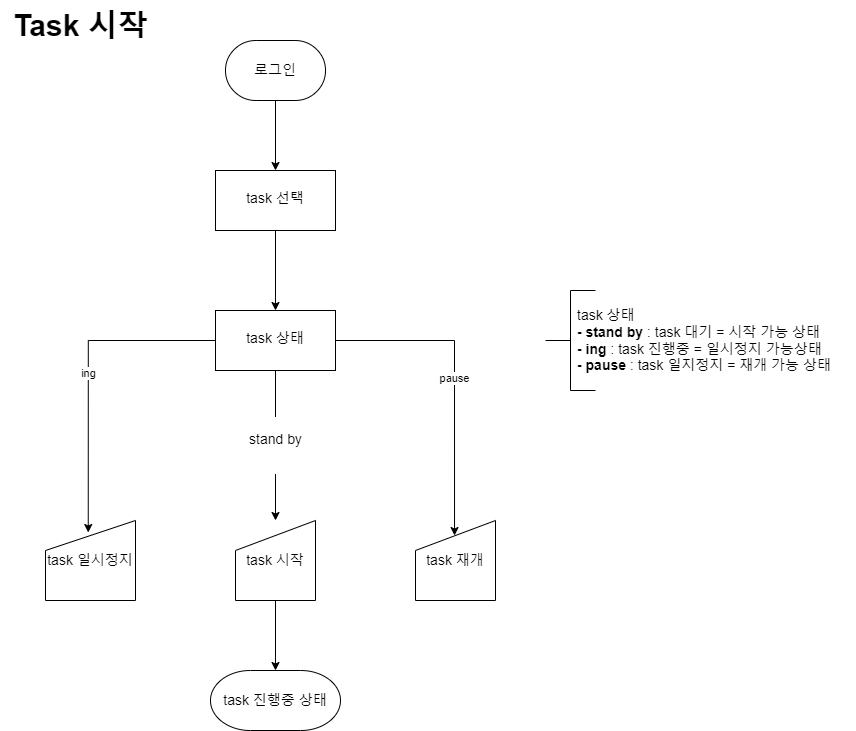 Task 시작
로그인
task 선택
task 상태
task 상태
- stand by : task 대기 = 시작 가능 상태
- ing : task 진행중 = 일시정지 가능상태
- pause : task 일지정지 = 재개 가능 상태
ing
pause
stand by
task 일시정지
task 시작
task 재개
task 진행중 상태